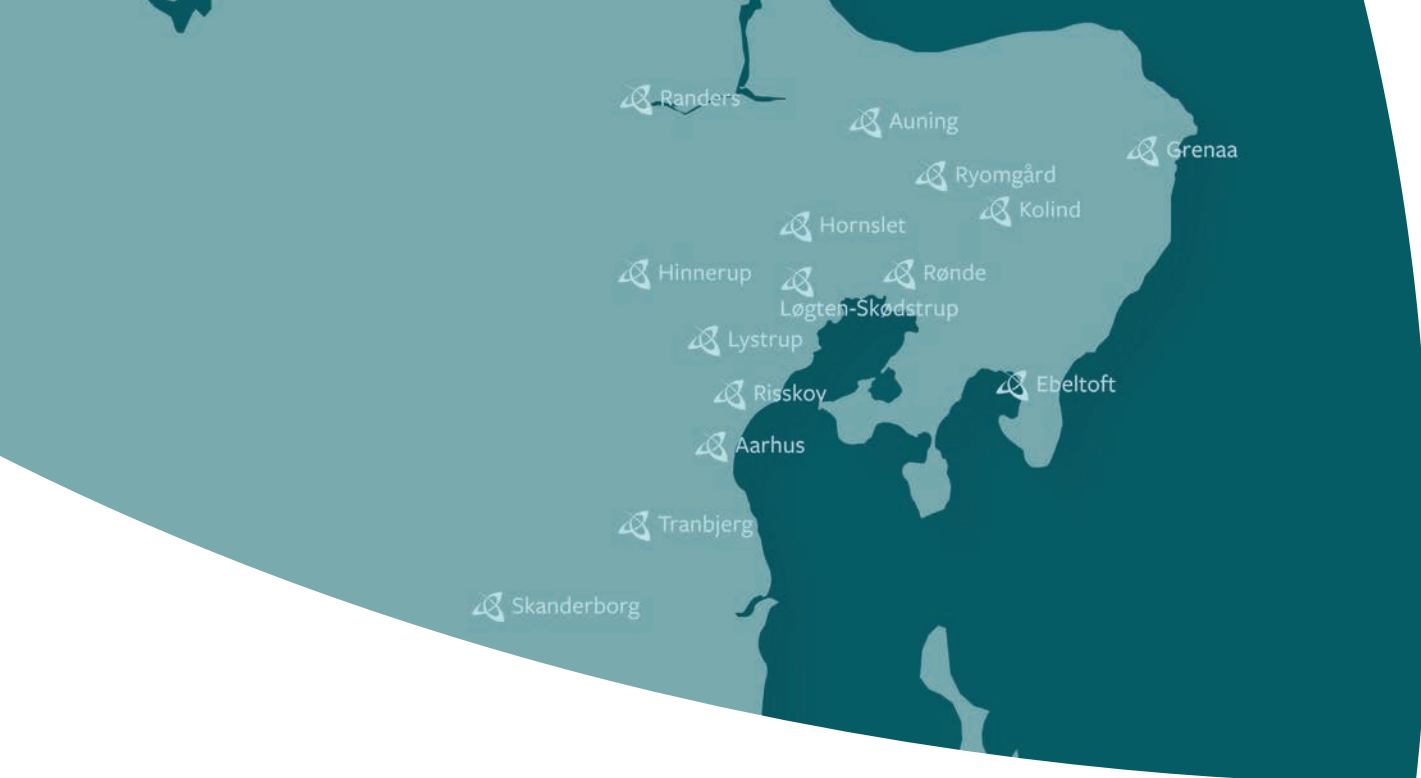 Randers
Auning
Grenaa
Ryomgård
Kolind
Hornslet
Hinnerup
Rønde
Løgten-Skødstrup
Lystrup
Ebeltoft
Risskov
Aarhus
Tranbjerg
Skanderborg